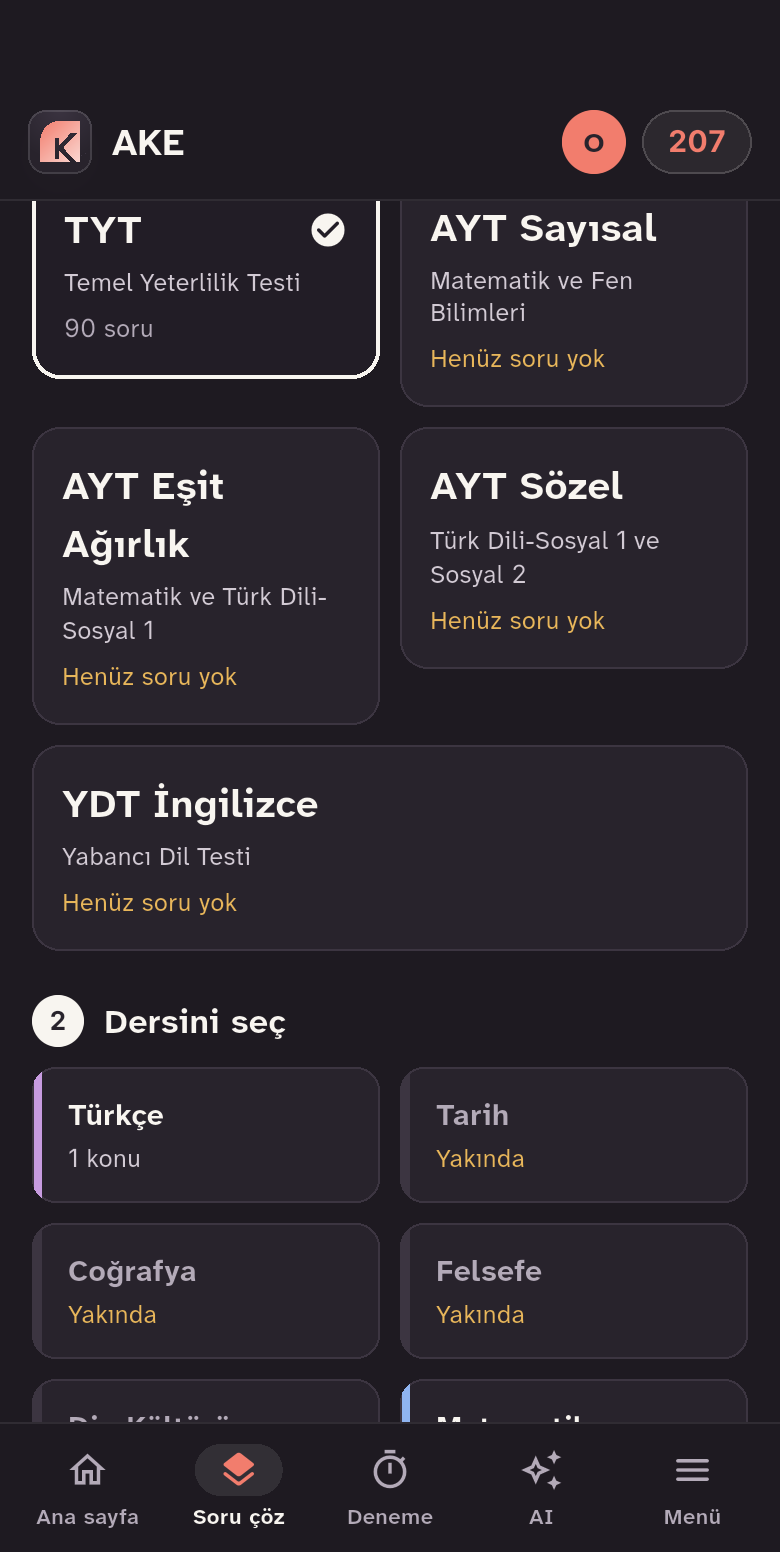 AKE
O
207
TYT
Temel Yeterlilik Testi
90 soru
AYT Sayısal
Matematik ve Fen
Bilimleri
Henüz soru yok
AYT Eşit
Ağırlık
Matematik ve Türk Dili-
Sosyal 1
Henüz soru yok
AYT Sözel
Türk Dili-Sosyal 1 ve
Sosyal 2
Henüz soru yok
YDT İngilizce
Yabancı Dil Testi
Henüz soru yok
2
Dersini seç
Türkçe
1 konu
Tarih
Yakında
Coğrafya
Yakında
Felsefe
Yakında
Din Kültürü
Matematik
Ana sayfa
Soru çöz
Deneme
AI
Menü